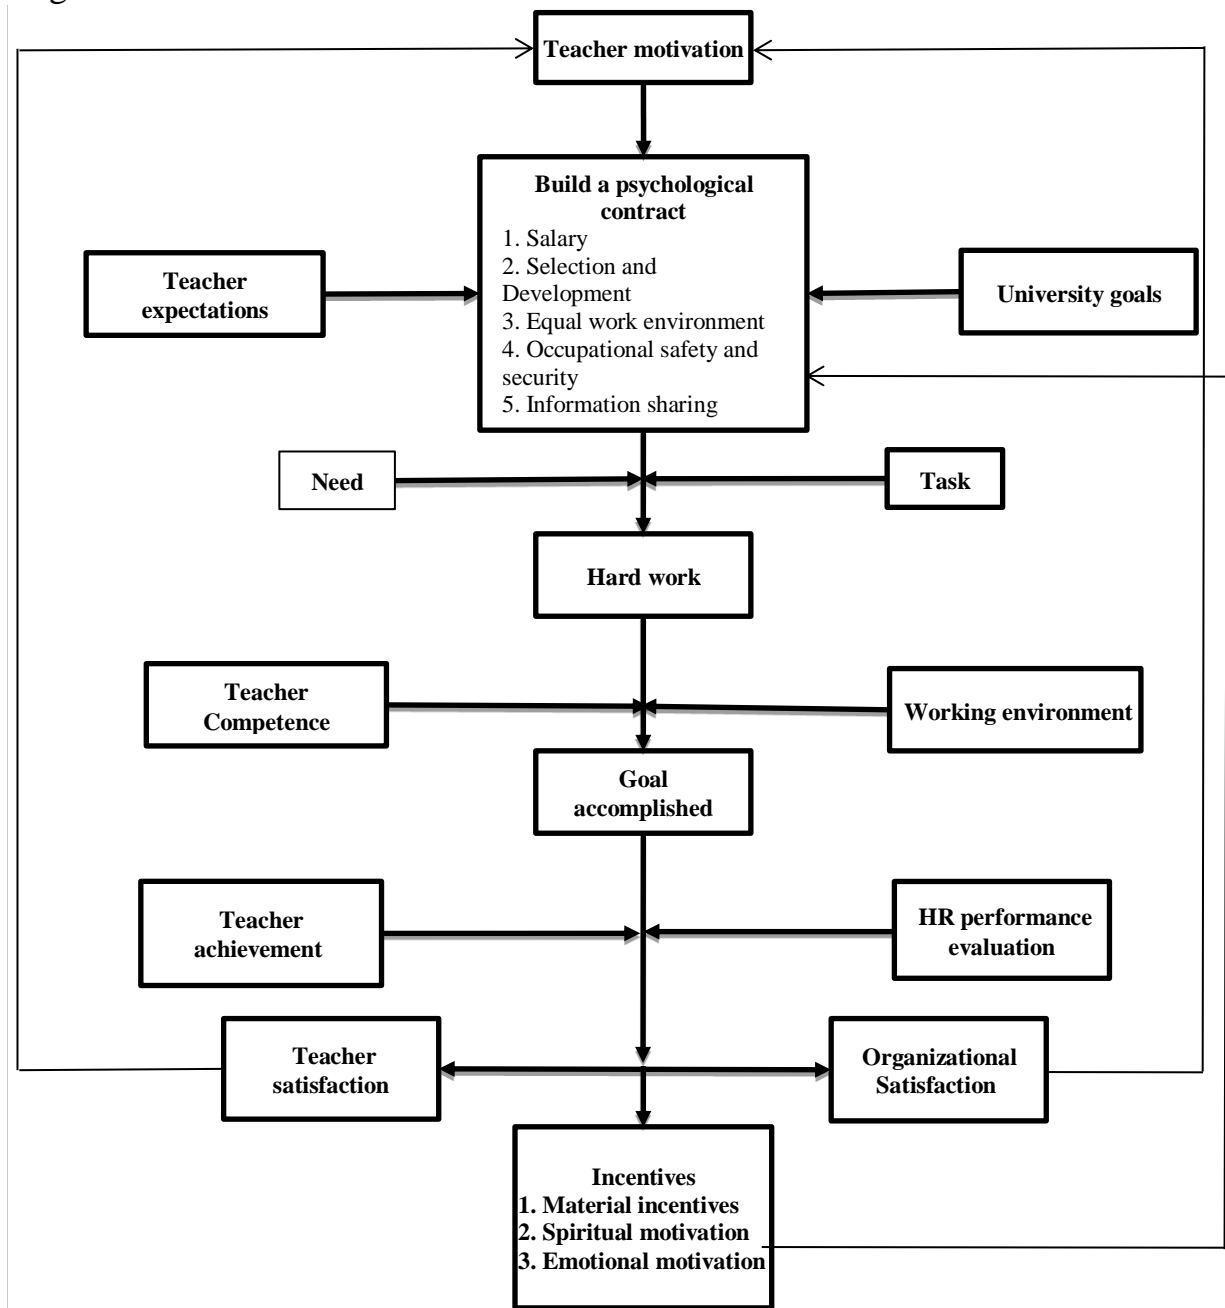 Teacher motivation
Build a psychological
contract
1. Salary
2. Selection and
Development
3. Equal work environment
4. Occupational safety and
security
5. Information sharing
Teacher
expectations
University goals
Need
Task
Hard work
Teacher
Competence
Working environment
Goal
accomplished
Teacher
achievement
HR performance
evaluation
Teacher
satisfaction
Organizational
Satisfaction
Incentives
1. Material incentives
2. Spiritual motivation
3. Emotional motivation